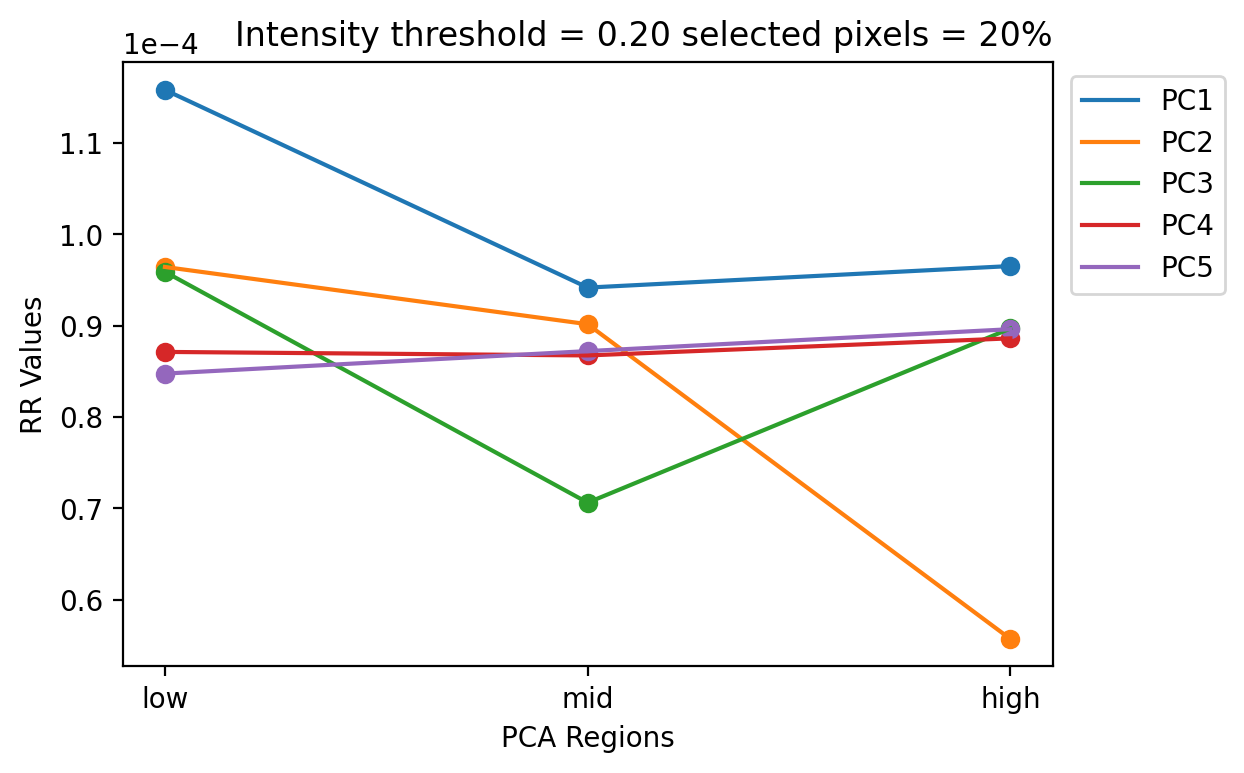 Intensity threshold = 0.20 selected pixels = 20%
1e−4
1.1
1.0
0.9
0.8
0.7
0.6
RR Values
low
mid
high
PCA Regions
PC1
PC2
PC3
PC4
PC5